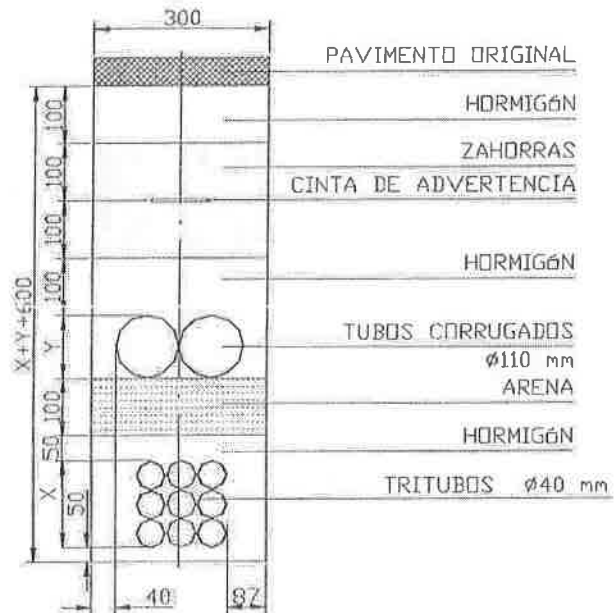 300
PAVIMENTO ORIGINAL
HORMIGóN
ZAHORRAS
CINTA DE ADVERTENCIA
HORMIGóN
TUBOS CORRUGADOS
Ø110 mm
ARENA
HORMIGóN
TRITUBOS Ø40 mm
X+Y+600
100
100
100
100
Y
100
50
X
50
40
87